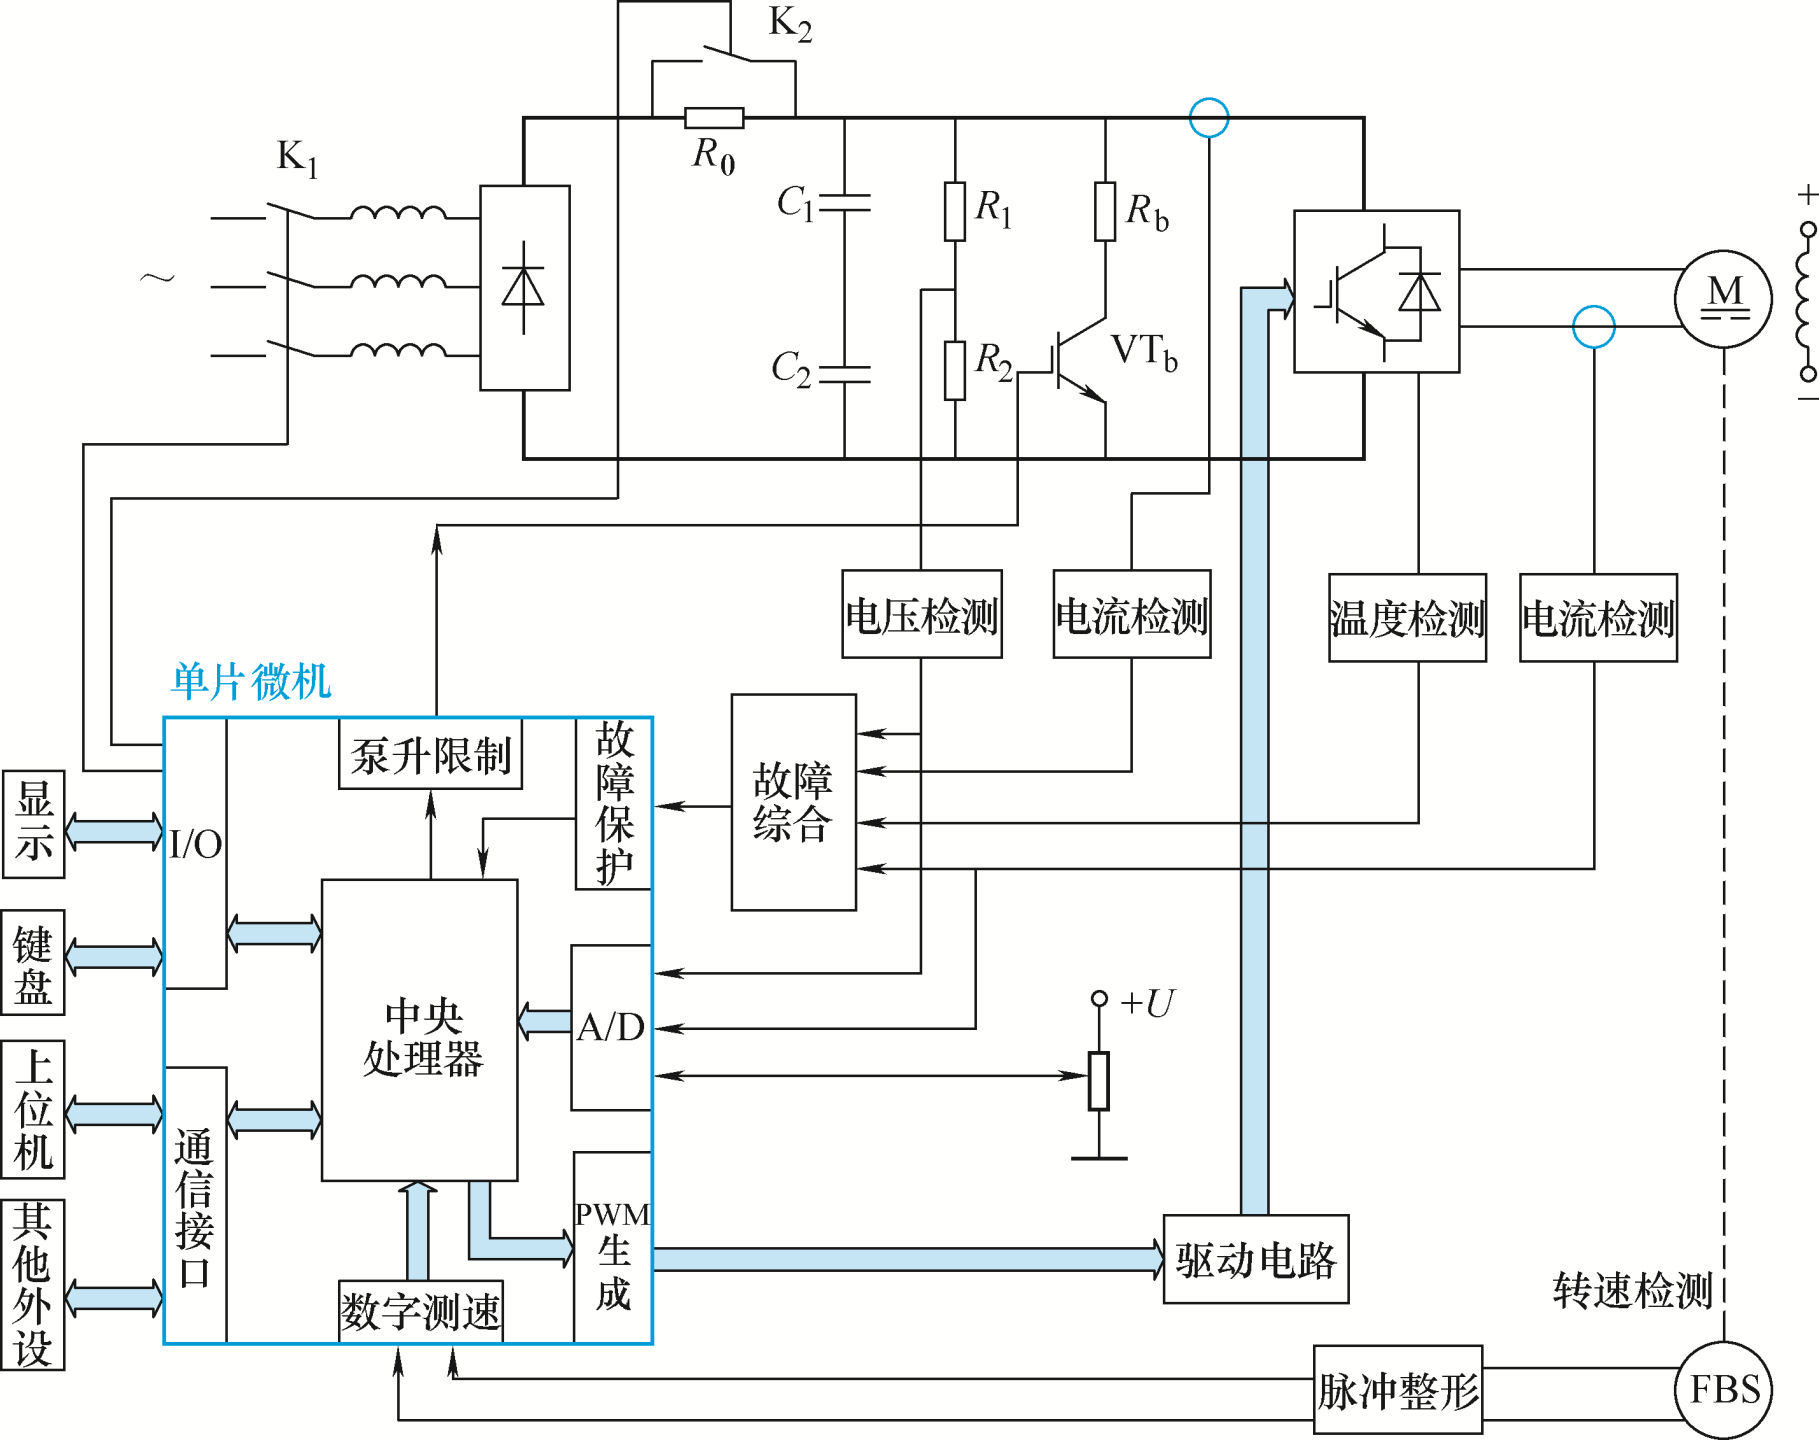 K2
K1
R0
C1
R1
Rb
+
~
M
C2
R2
VTb
−
电压检测
电流检测
温度检测
电流检测
单片微机
泵升限制
故障保护
故障
综合
显示
I/O
键盘
中央
处理器
A/D
+U
上位机
通信接口
PWM
生成
其他外设
数字测速
驱动电路
转速检测
脉冲整形
FBS